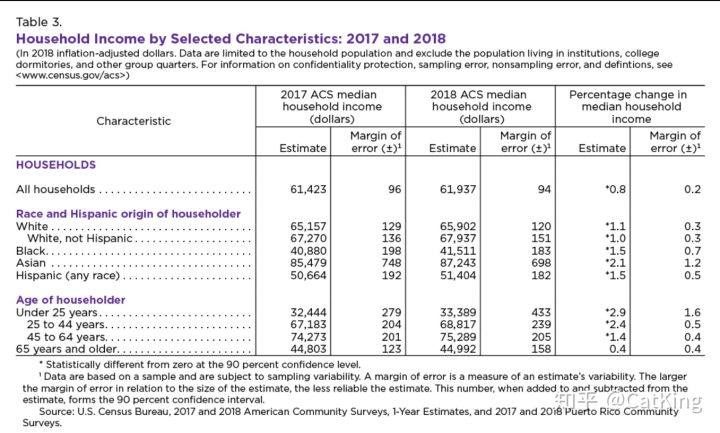 Table 3.
Household Income by Selected Characteristics: 2017 and 2018
(In 2018 inflation-adjusted dollars. Data are limited to the household population and exclude the population living in institutions, college
dormitories, and other group quarters. For information on confidentiality protection, sampling error, nonsampling error, and defintions, see
<www.census.gov/acs>)
Characteristic 2017 ACS median household income (dollars) 2018 ACS median household income (dollars) Percentage change in median household income
Estimate Margin of error (±)¹ Estimate Margin of error (±)¹ Estimate Margin of error (±)¹
HOUSEHOLDS
All households . . . . . . . . . . . . . . . . . . . . . . . . . . 61,423 96 61,937 94 *0.8 0.2
Race and Hispanic origin of householder
White . . . . . . . . . . . . . . . . . . . . . . . . . . . . . . . . . . 65,157 129 65,902 120 *1.1 0.3
White, not Hispanic . . . . . . . . . . . . . . . . . . . . 67,270 136 67,937 151 *1.0 0.3
Black. . . . . . . . . . . . . . . . . . . . . . . . . . . . . . . . . . . 40,880 198 41,511 183 *1.5 0.7
Asian . . . . . . . . . . . . . . . . . . . . . . . . . . . . . . . . . . 85,479 748 87,243 698 *2.1 1.2
Hispanic (any race) . . . . . . . . . . . . . . . . . . . . . . 50,664 192 51,404 182 *1.5 0.5
Age of householder
Under 25 years. . . . . . . . . . . . . . . . . . . . . . . . . . 32,444 279 33,389 433 *2.9 1.6
25 to 44 years. . . . . . . . . . . . . . . . . . . . . . . . . 67,183 204 68,817 239 *2.4 0.5
45 to 64 years. . . . . . . . . . . . . . . . . . . . . . . . . 74,273 201 75,289 205 *1.4 0.4
65 years and older. . . . . . . . . . . . . . . . . . . . . . . 44,803 123 44,992 158 0.4 0.4
* Statistically different from zero at the 90 percent confidence level.
¹ Data are based on a sample and are subject to sampling variability. A margin of error is a measure of an estimate's variability. The larger
the margin of error in relation to the size of the estimate, the less reliable the estimate. This number, when added to and subtracted from the
estimate, forms the 90 percent confidence interval.
Source: U.S. Census Bureau, 2017 and 2018 American Community Surveys, 1-Year Estimates, and 2017 and 2018 Puerto Rico Community
Surveys.
知乎 @CatKing